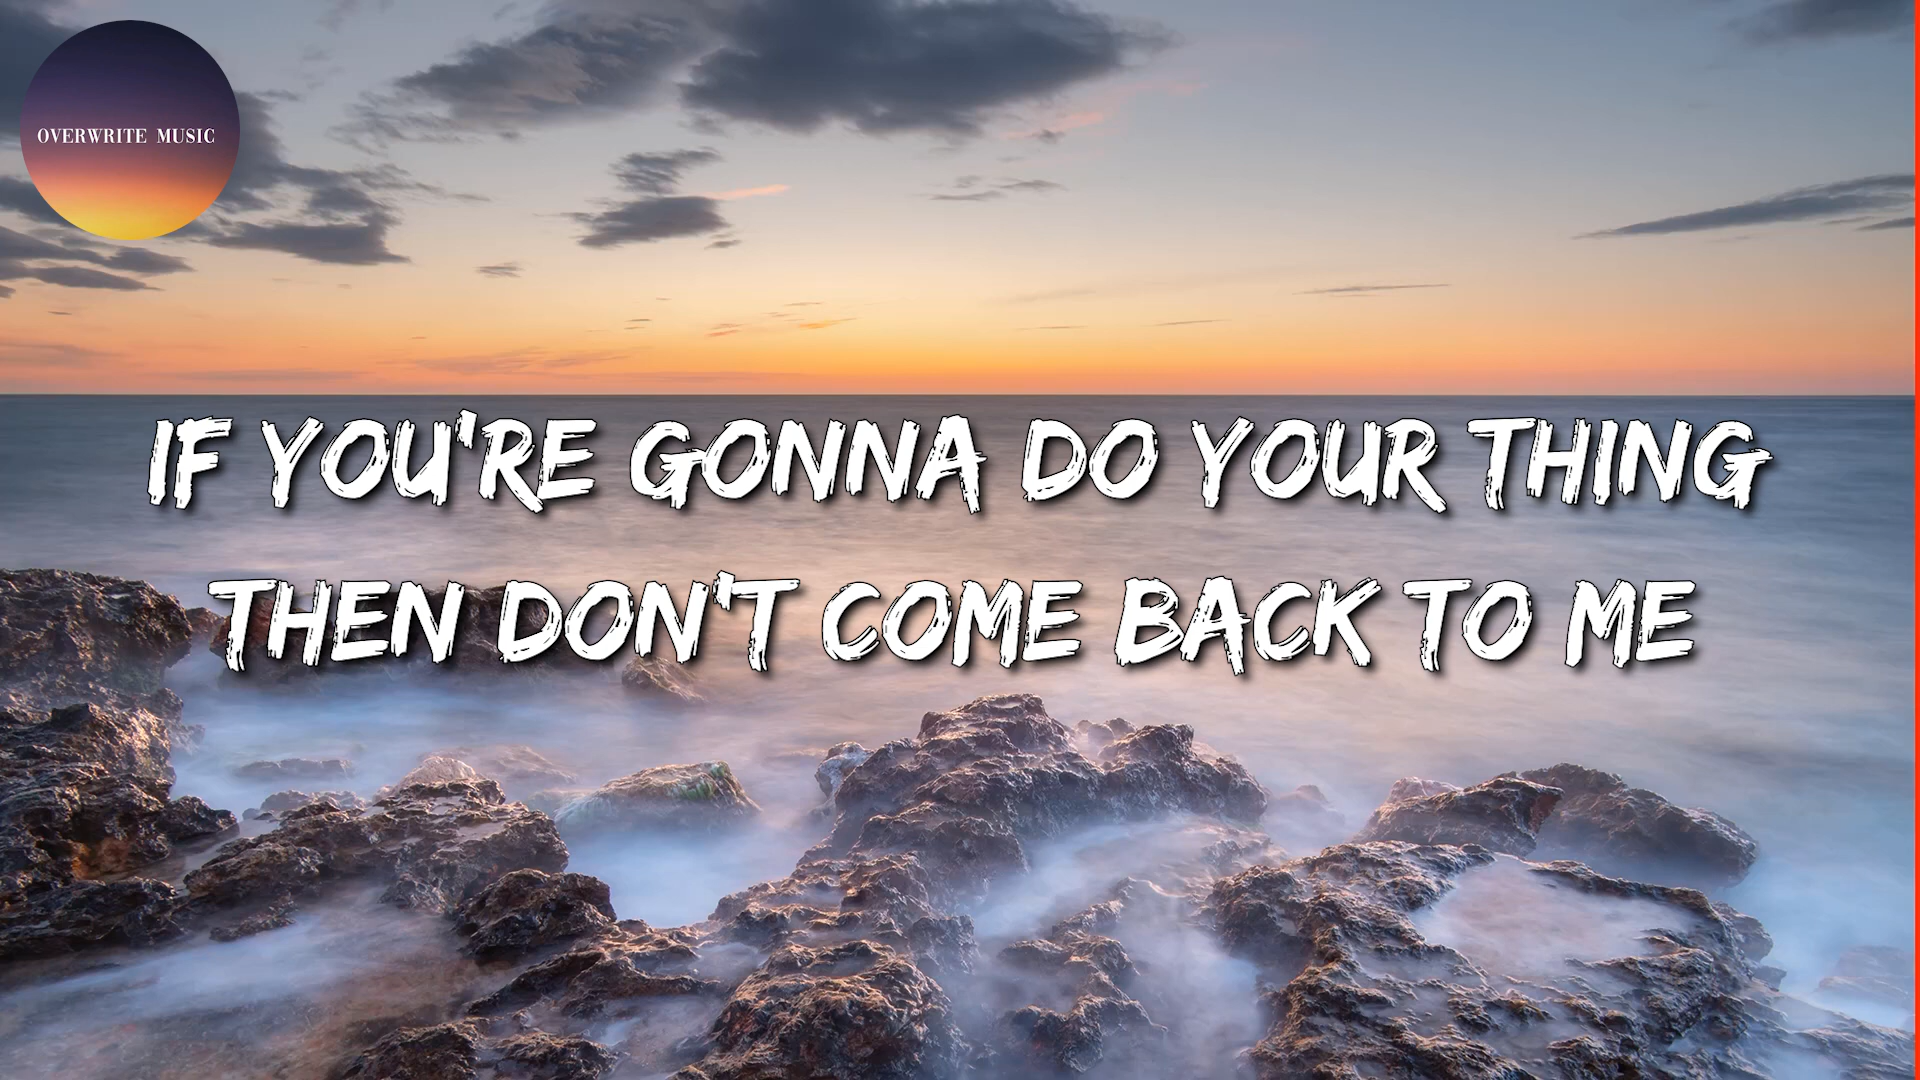 OVERWRITE MUSIC
IF YOU'RE GONNA DO YOUR THING
THEN DON'T COME BACK TO ME